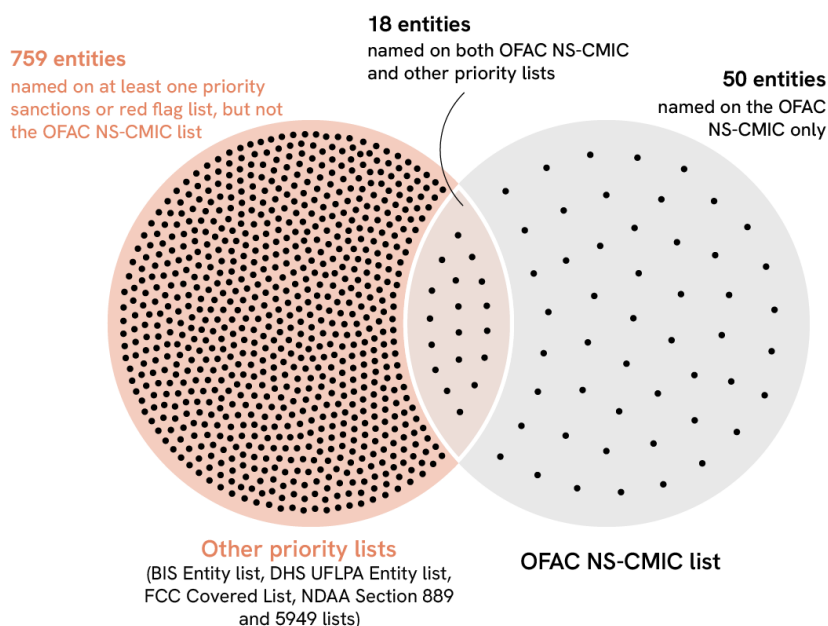 759 entities
named on at least one priority
sanctions or red flag list, but not
the OFAC NS-CMIC list
18 entities
named on both OFAC NS-CMIC
and other priority lists
50 entities
named on the OFAC
NS-CMIC only
Other priority lists
(BIS Entity list, DHS UFLPA Entity list,
FCC Covered List, NDAA Section 889
and 5949 lists)
OFAC NS-CMIC list